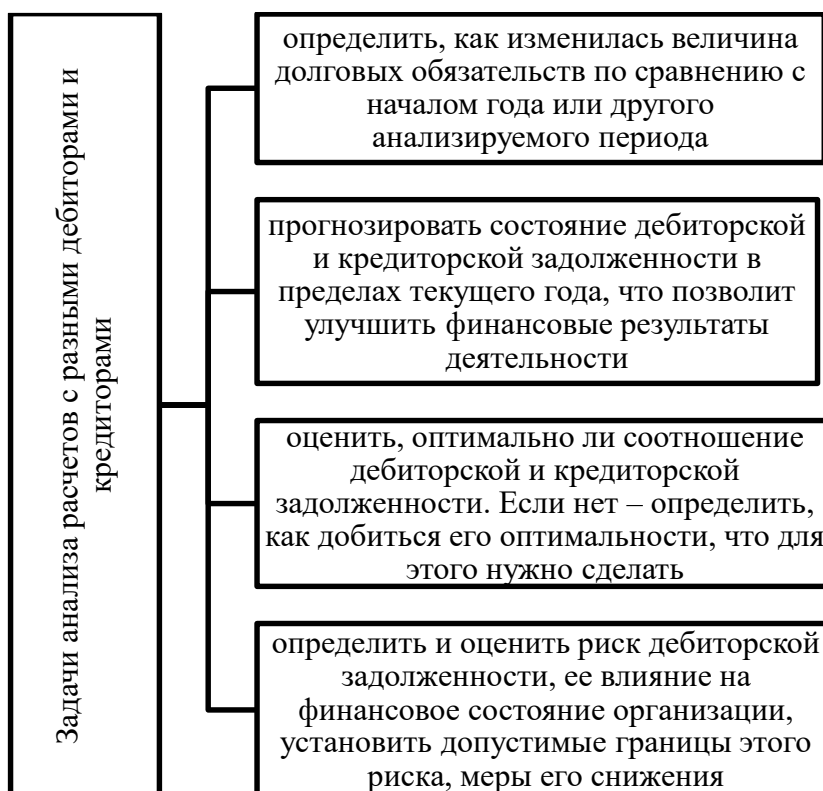 Задачи анализа расчетов с разными дебиторами и
кредиторами
определить, как изменилась величина
долговых обязательств по сравнению с
началом года или другого
анализируемого периода
прогнозировать состояние дебиторской
и кредиторской задолженности в
пределах текущего года, что позволит
улучшить финансовые результаты
деятельности
оценить, оптимально ли соотношение
дебиторской и кредиторской
задолженности. Если нет – определить,
как добиться его оптимальности, что для
этого нужно сделать
определить и оценить риск дебиторской
задолженности, ее влияние на
финансовое состояние организации,
установить допустимые границы этого
риска, меры его снижения